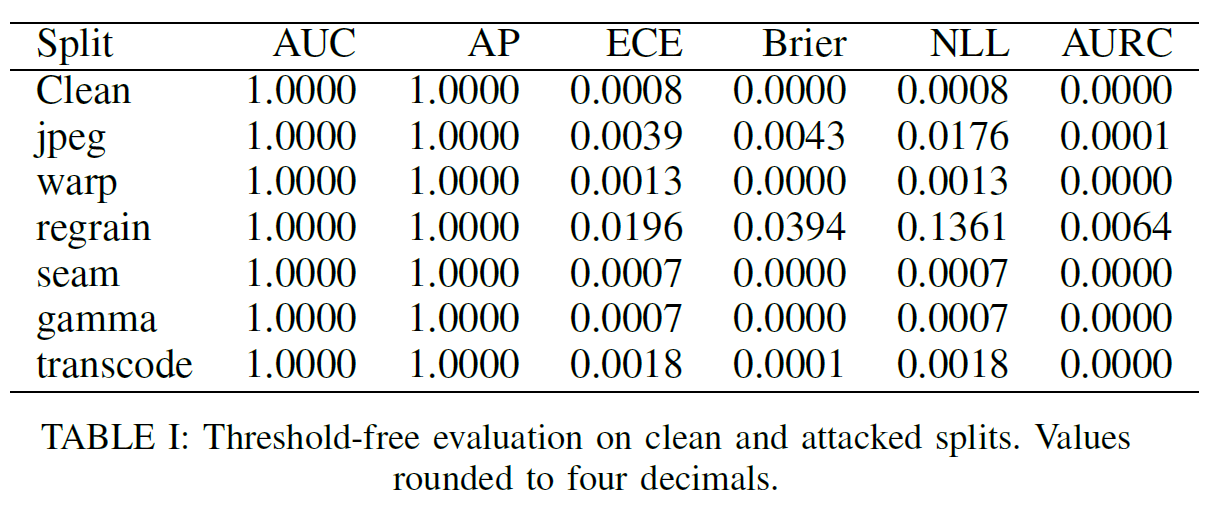 Split AUC AP ECE Brier NLL AURC
Clean 1.0000 1.0000 0.0008 0.0000 0.0008 0.0000
jpeg 1.0000 1.0000 0.0039 0.0043 0.0176 0.0001
warp 1.0000 1.0000 0.0013 0.0000 0.0013 0.0000
regrain 1.0000 1.0000 0.0196 0.0394 0.1361 0.0064
seam 1.0000 1.0000 0.0007 0.0000 0.0007 0.0000
gamma 1.0000 1.0000 0.0007 0.0000 0.0007 0.0000
transcode 1.0000 1.0000 0.0018 0.0001 0.0018 0.0000
TABLE I: Threshold-free evaluation on clean and attacked splits. Values
rounded to four decimals.